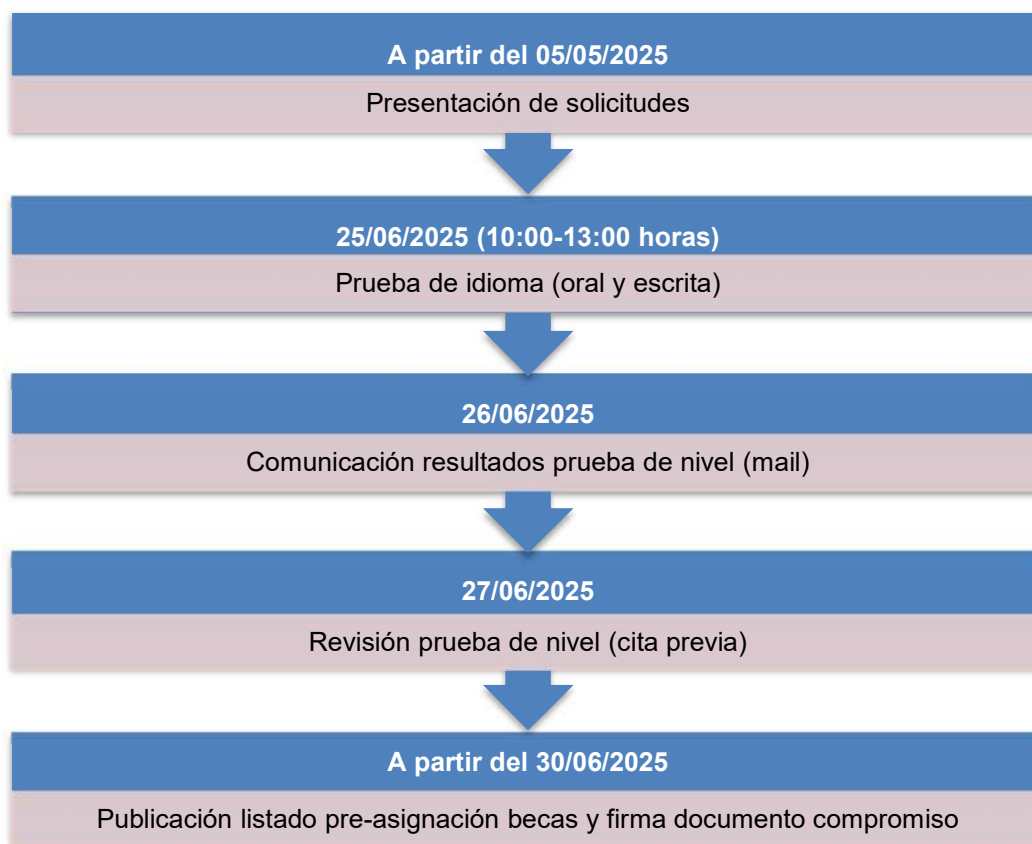 A partir del 05/05/2025
Presentación de solicitudes
25/06/2025 (10:00-13:00 horas)
Prueba de idioma (oral y escrita)
26/06/2025
Comunicación resultados prueba de nivel (mail)
27/06/2025
Revisión prueba de nivel (cita previa)
A partir del 30/06/2025
Publicación listado pre-asignación becas y firma documento compromiso